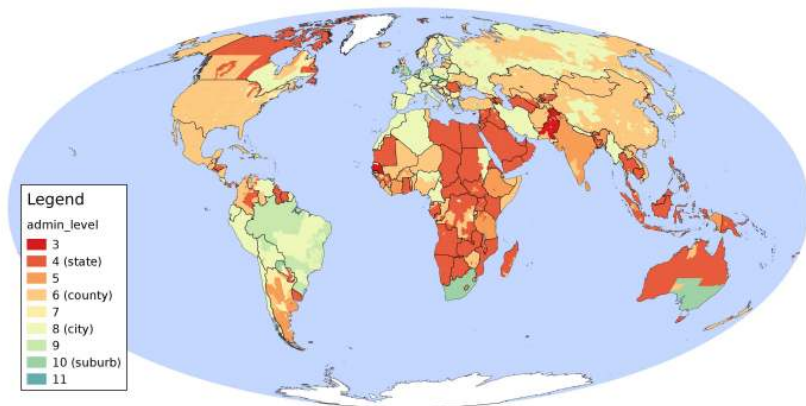 Legend
admin_level
3
4 (state)
5
6 (county)
7
8 (city)
9
10 (suburb)
11